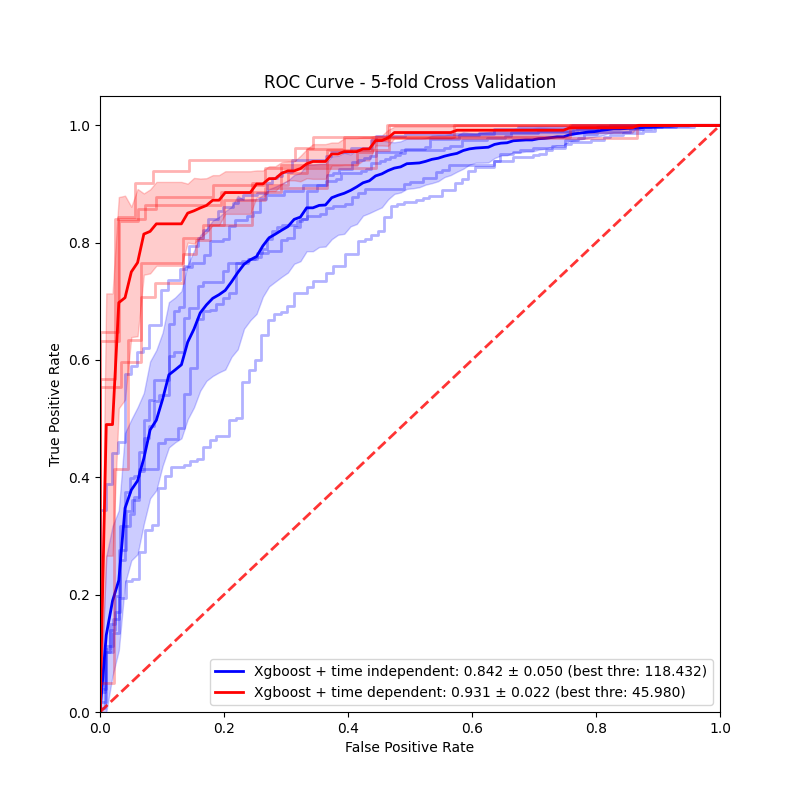 ROC Curve - 5-fold Cross Validation
True Positive Rate
1.0
0.8
0.6
0.4
0.2
0.0
Xgboost + time independent: 0.842 ± 0.050 (best thre: 118.432)
Xgboost + time dependent: 0.931 ± 0.022 (best thre: 45.980)
0.0 0.2 0.4 0.6 0.8 1.0
False Positive Rate